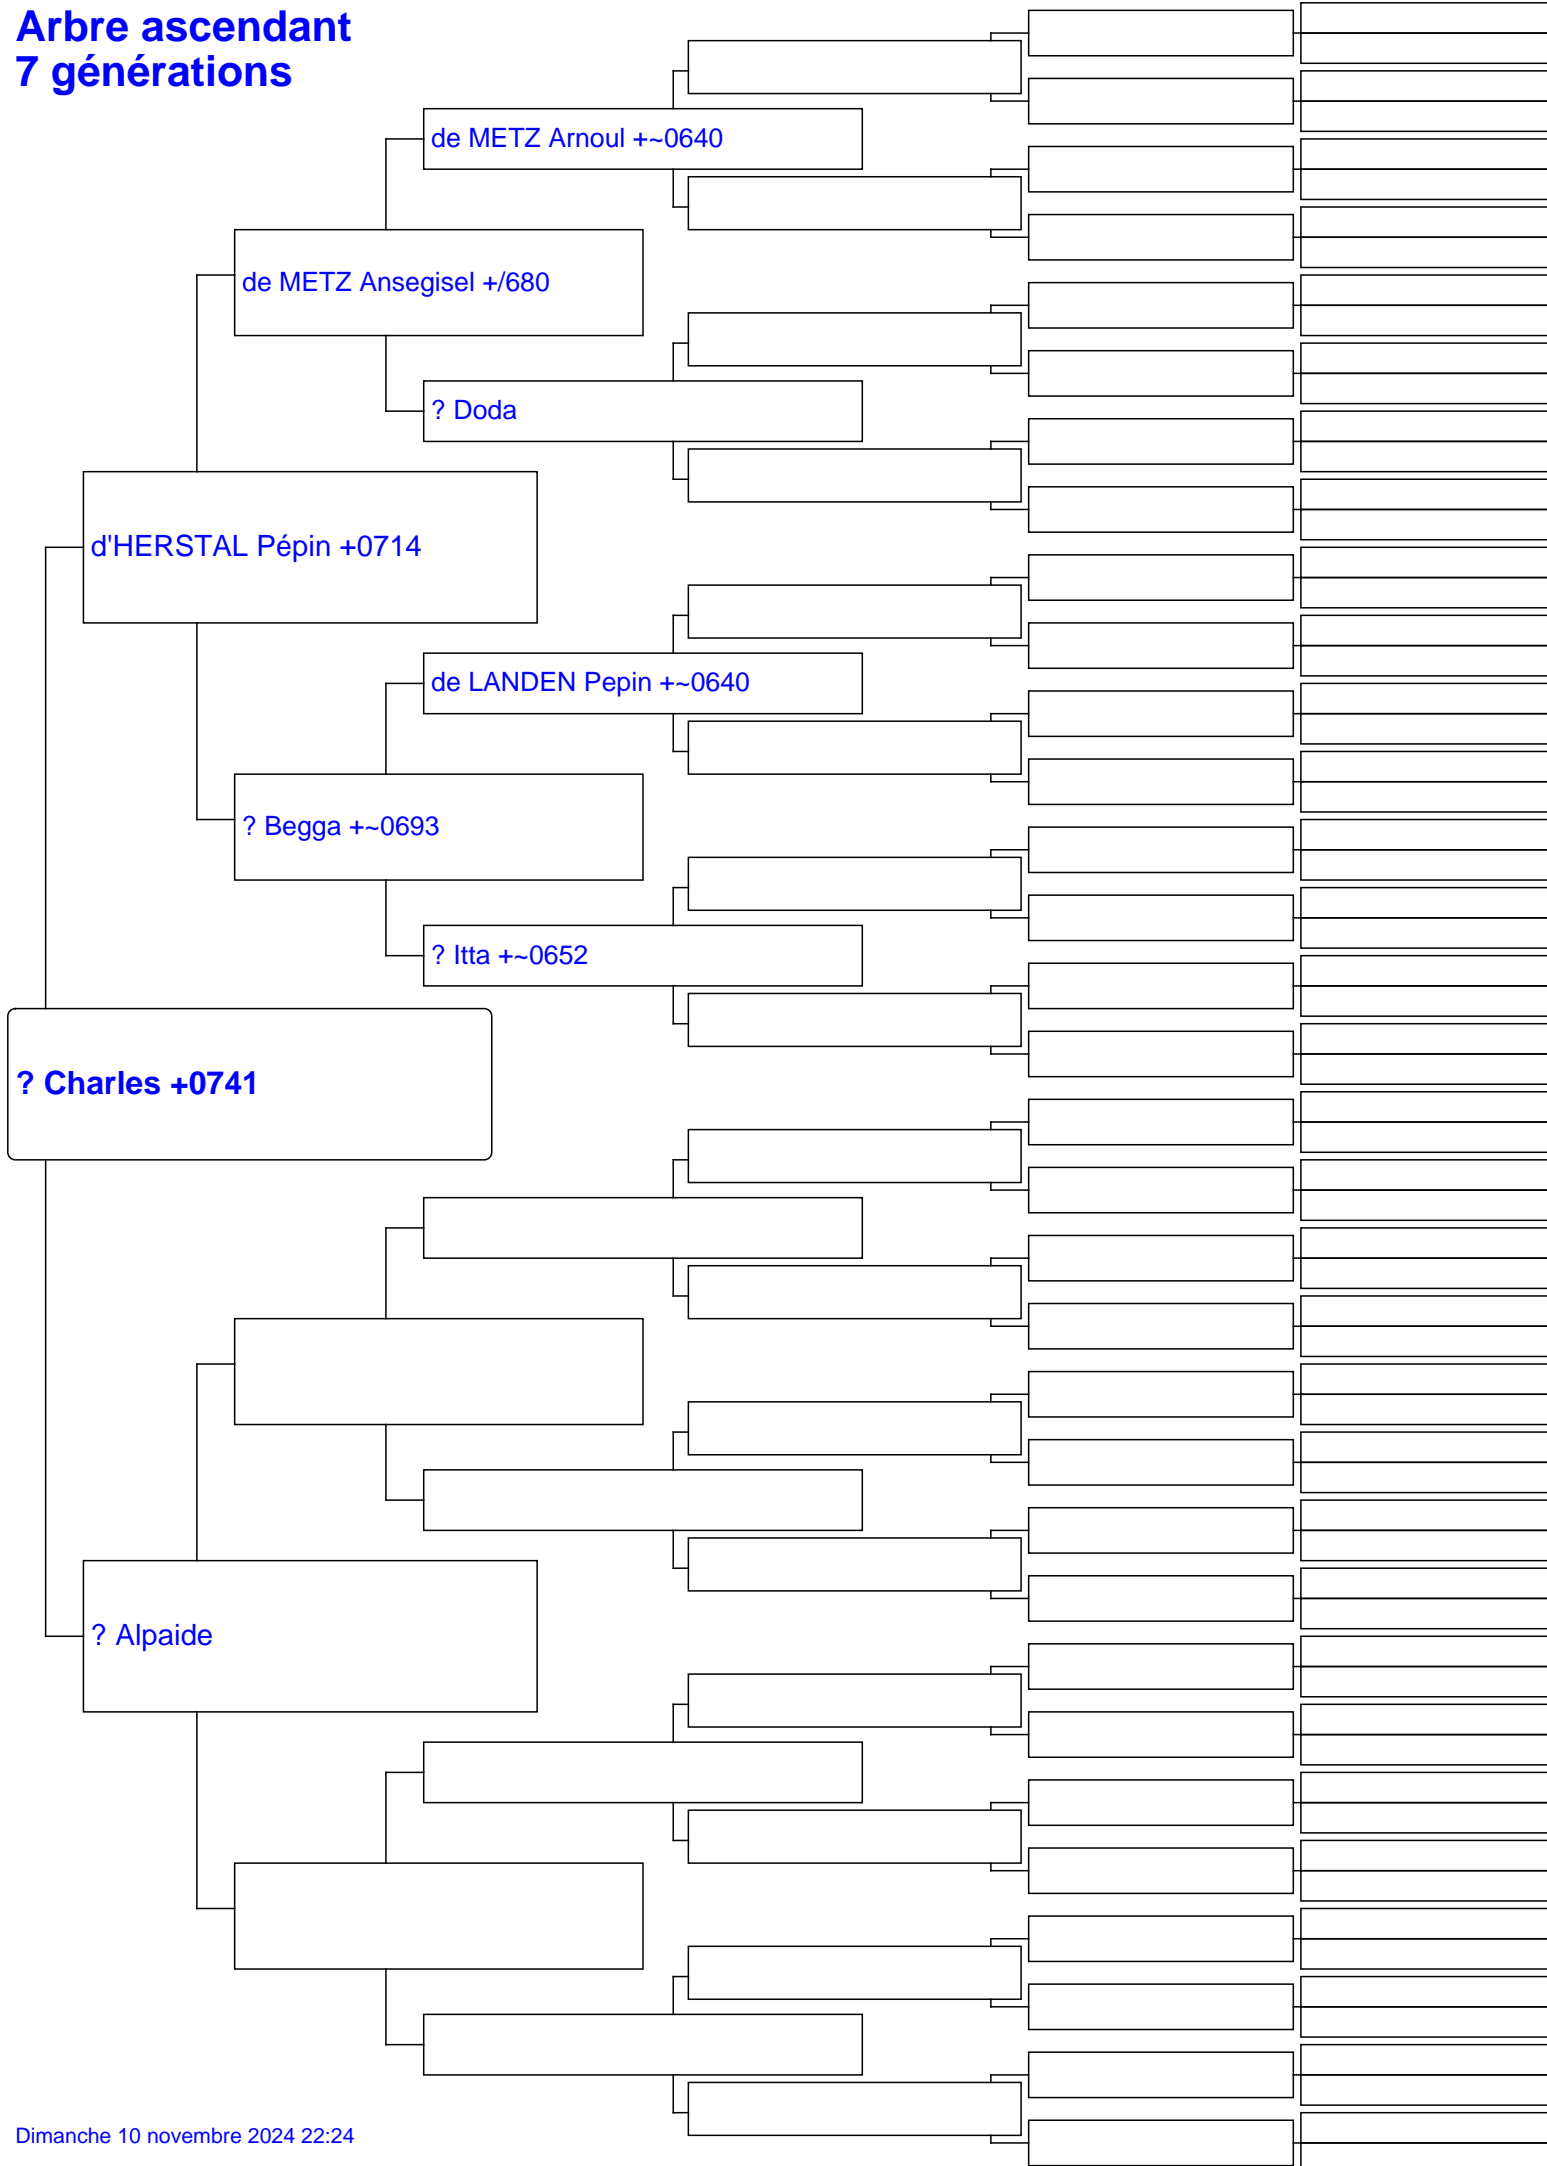 Arbre ascendant
7 générations
de METZ Arnoul +~0640
de METZ Ansegisel +/680
? Doda
d'HERSTAL Pépin +0714
de LANDEN Pepin +~0640
? Begga +~0693
? Itta +~0652
? Charles +0741
? Alpaide
Dimanche 10 novembre 2024 22:24